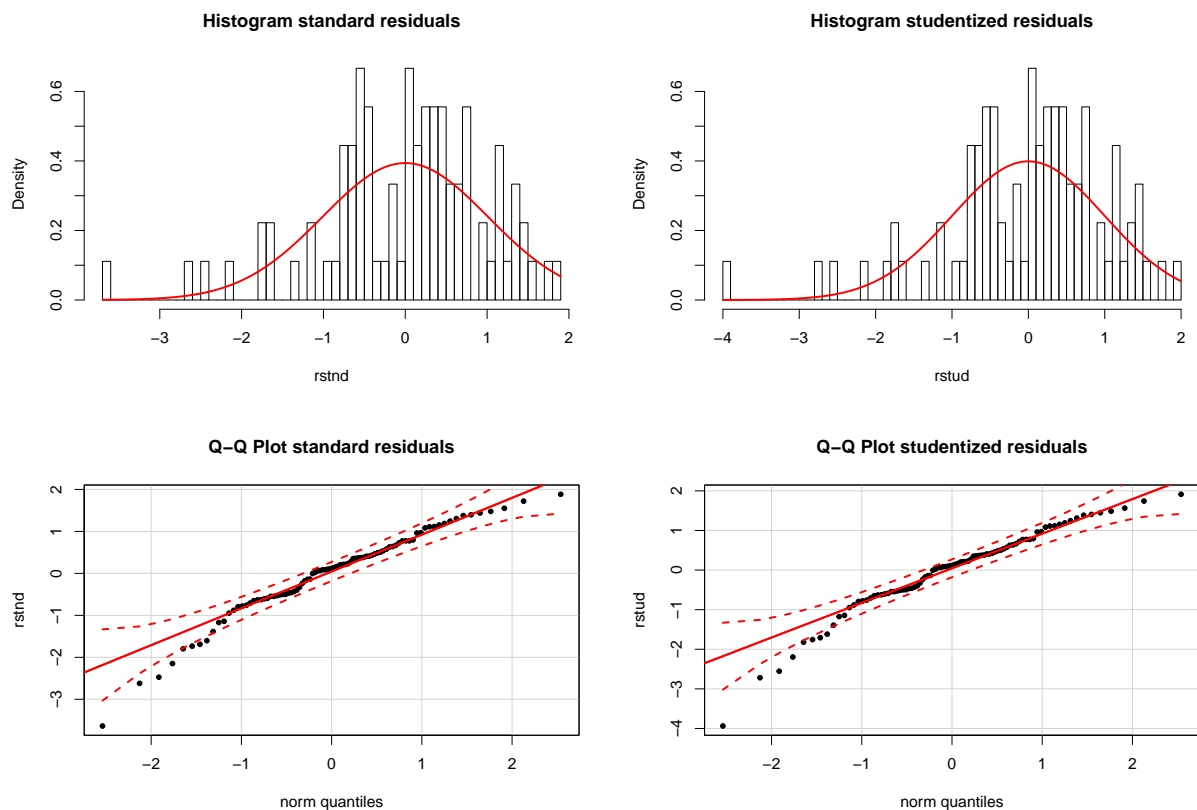 Histogram standard residuals
Density
0.0 0.2 0.4 0.6
−3 −2 −1 0 1 2
rstnd
Histogram studentized residuals
Density
0.0 0.2 0.4 0.6
−4 −3 −2 −1 0 1 2
rstud
Q−Q Plot standard residuals
rstnd
−3 −2 −1 0 1 2
−2 −1 0 1 2
norm quantiles
Q−Q Plot studentized residuals
rstud
−4 −3 −2 −1 0 1 2
−2 −1 0 1 2
norm quantiles